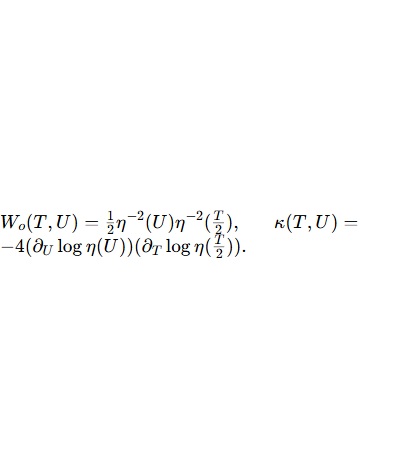 $W_o(T, U) = \frac{1}{2}\eta^{-2}(U)\eta^{-2}(\frac{T}{2}), \qquad \kappa(T, U) =$
$-4(\partial_U \log \eta(U))(\partial_T \log \eta(\frac{T}{2})).$